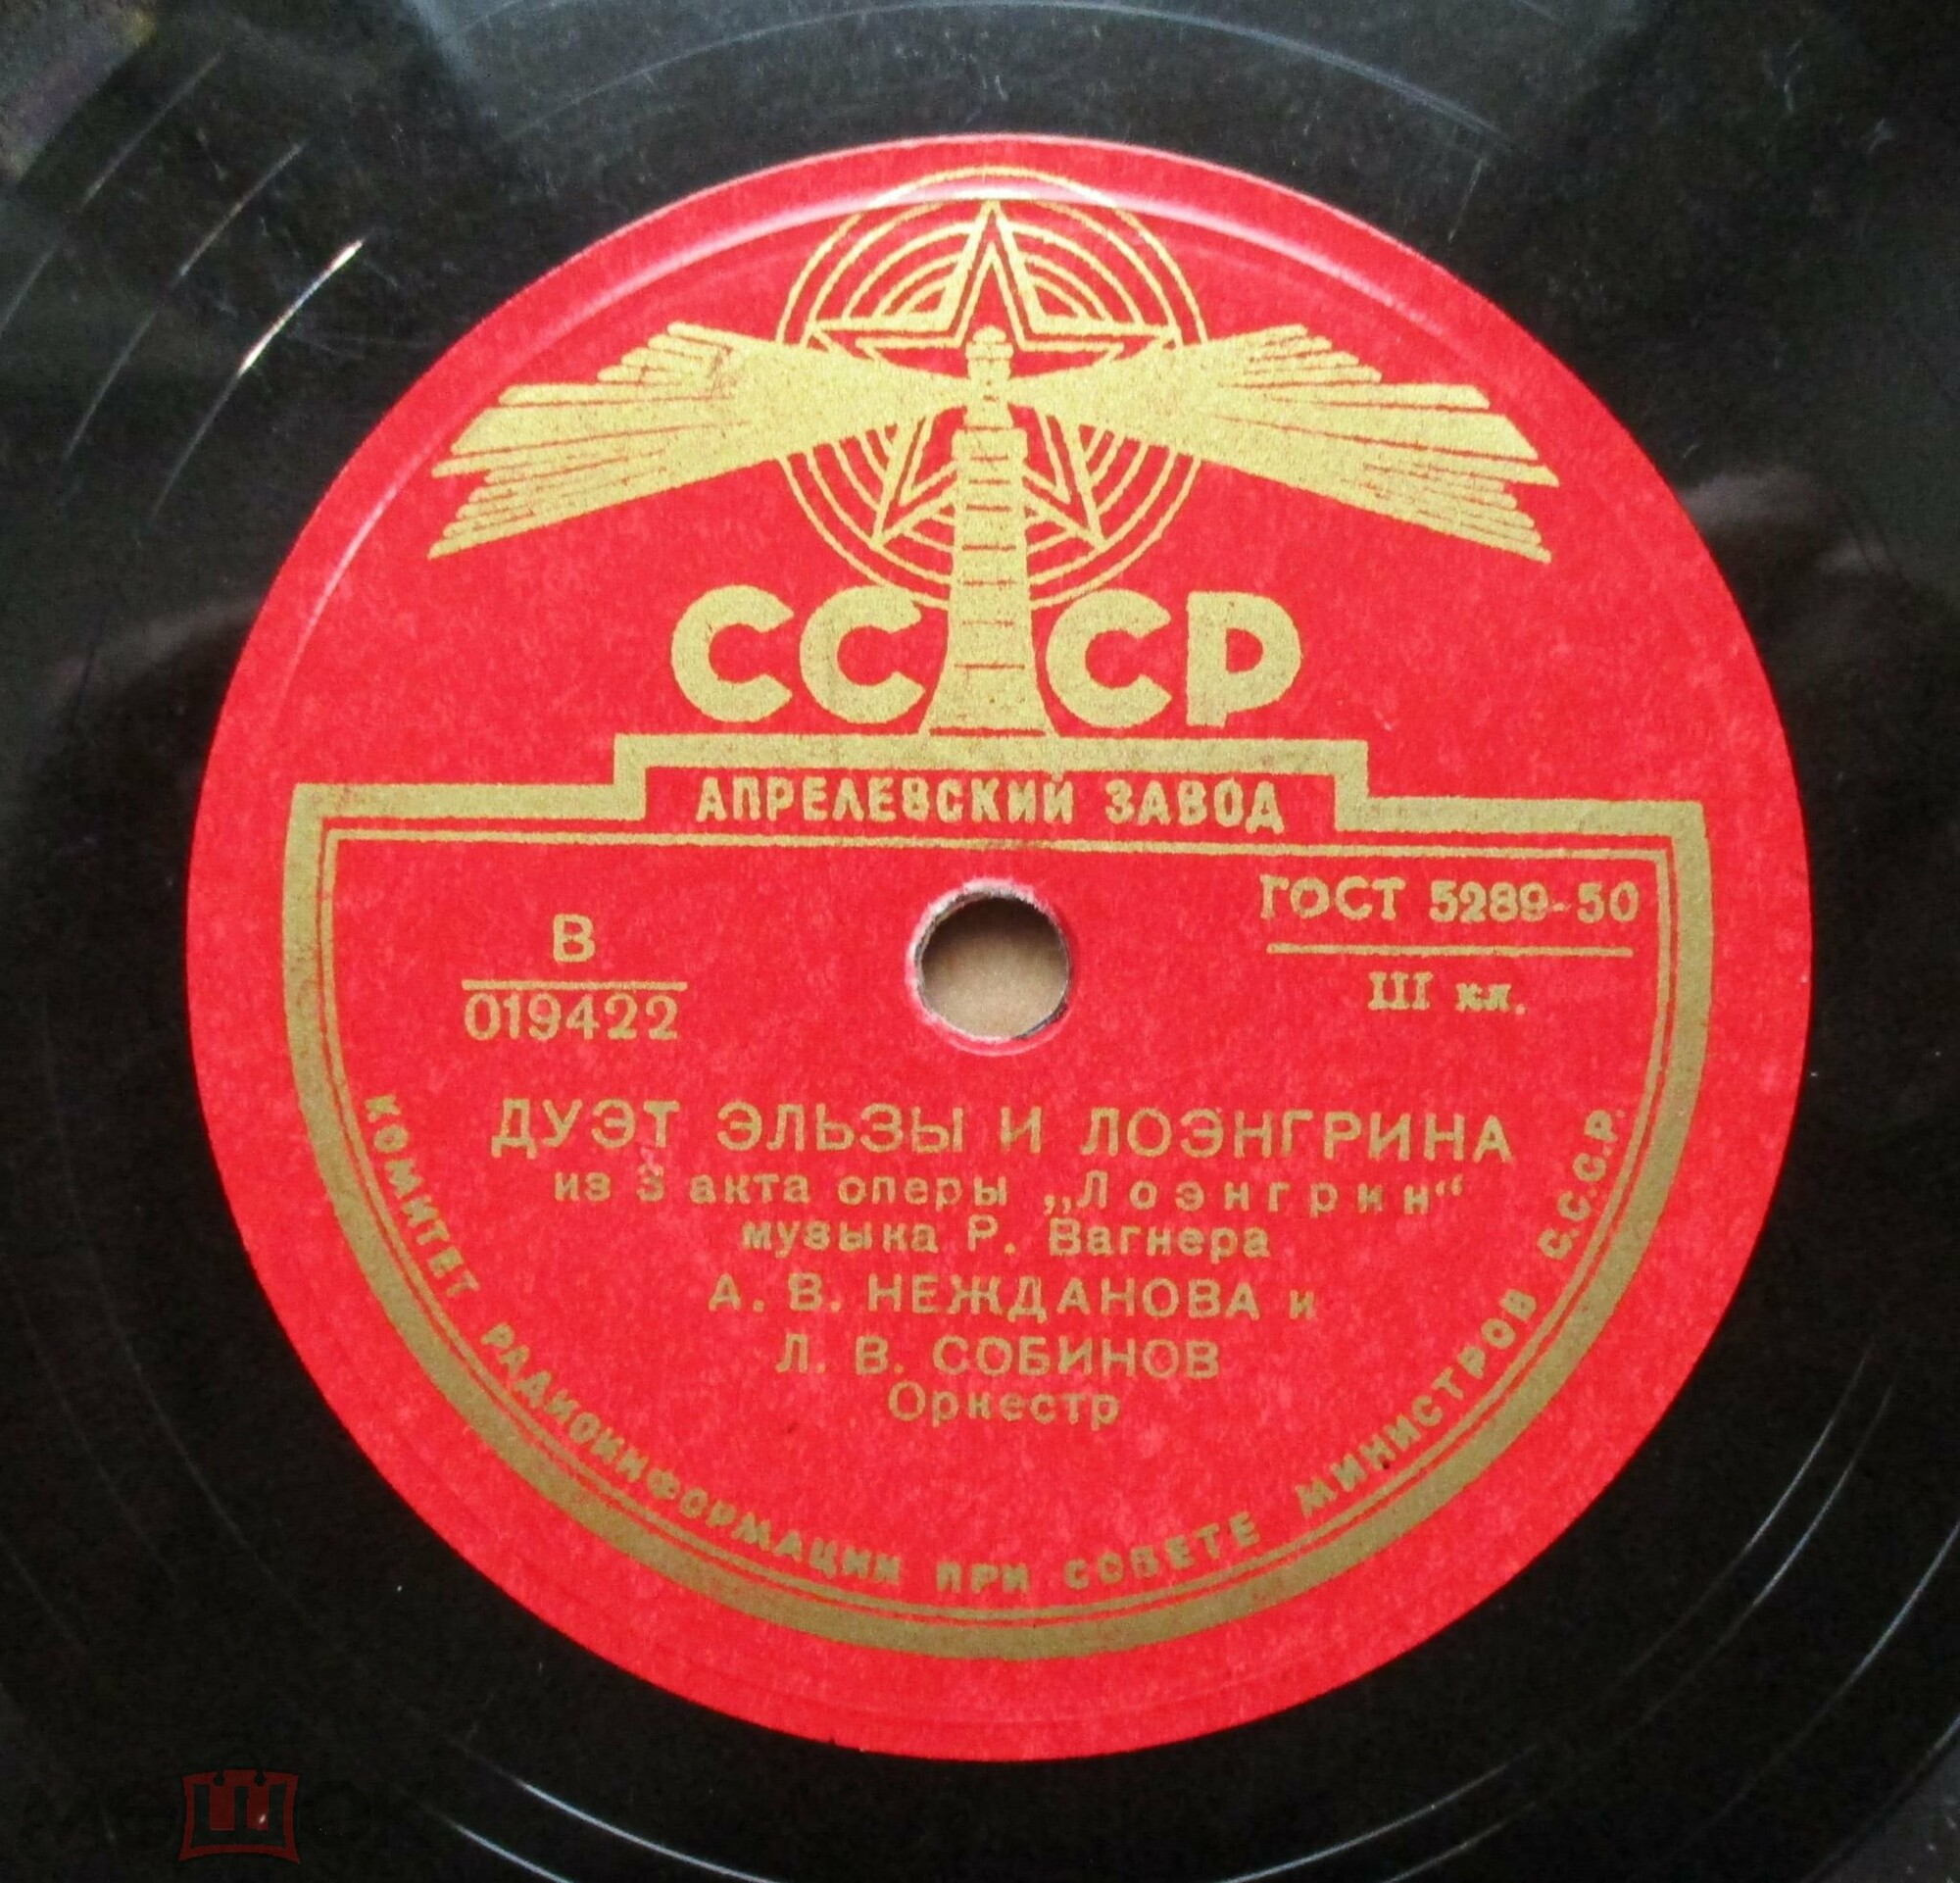 СССР
АПРЕЛЕВСКИЙ ЗАВОД
ГОСТ 5289-50
III кл.
В
019422
ДУЭТ ЭЛЬЗЫ И ЛОЭНГРИНА
из 3 акта оперы „Лоэнгрин“
музыка Р. Вагнера
А. В. НЕЖДАНОВА и
Л. В. СОБИНОВ
Оркестр
КОМИТЕТ РАДИОИНФОРМАЦИИ ПРИ СОВЕТЕ МИНИСТРОВ С.С.С.Р.